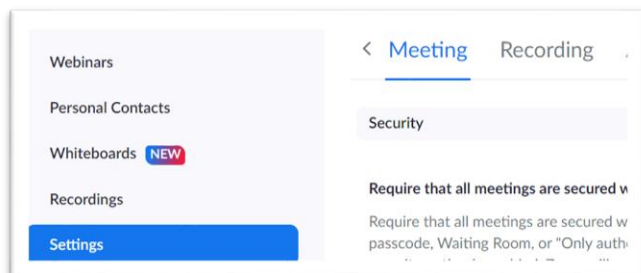 Webinars
Personal Contacts
Whiteboards NEW
Recordings
Settings
< Meeting Recording
Security
Require that all meetings are secured
Require that all meetings are secured
passcode, Waiting Room, or "Only